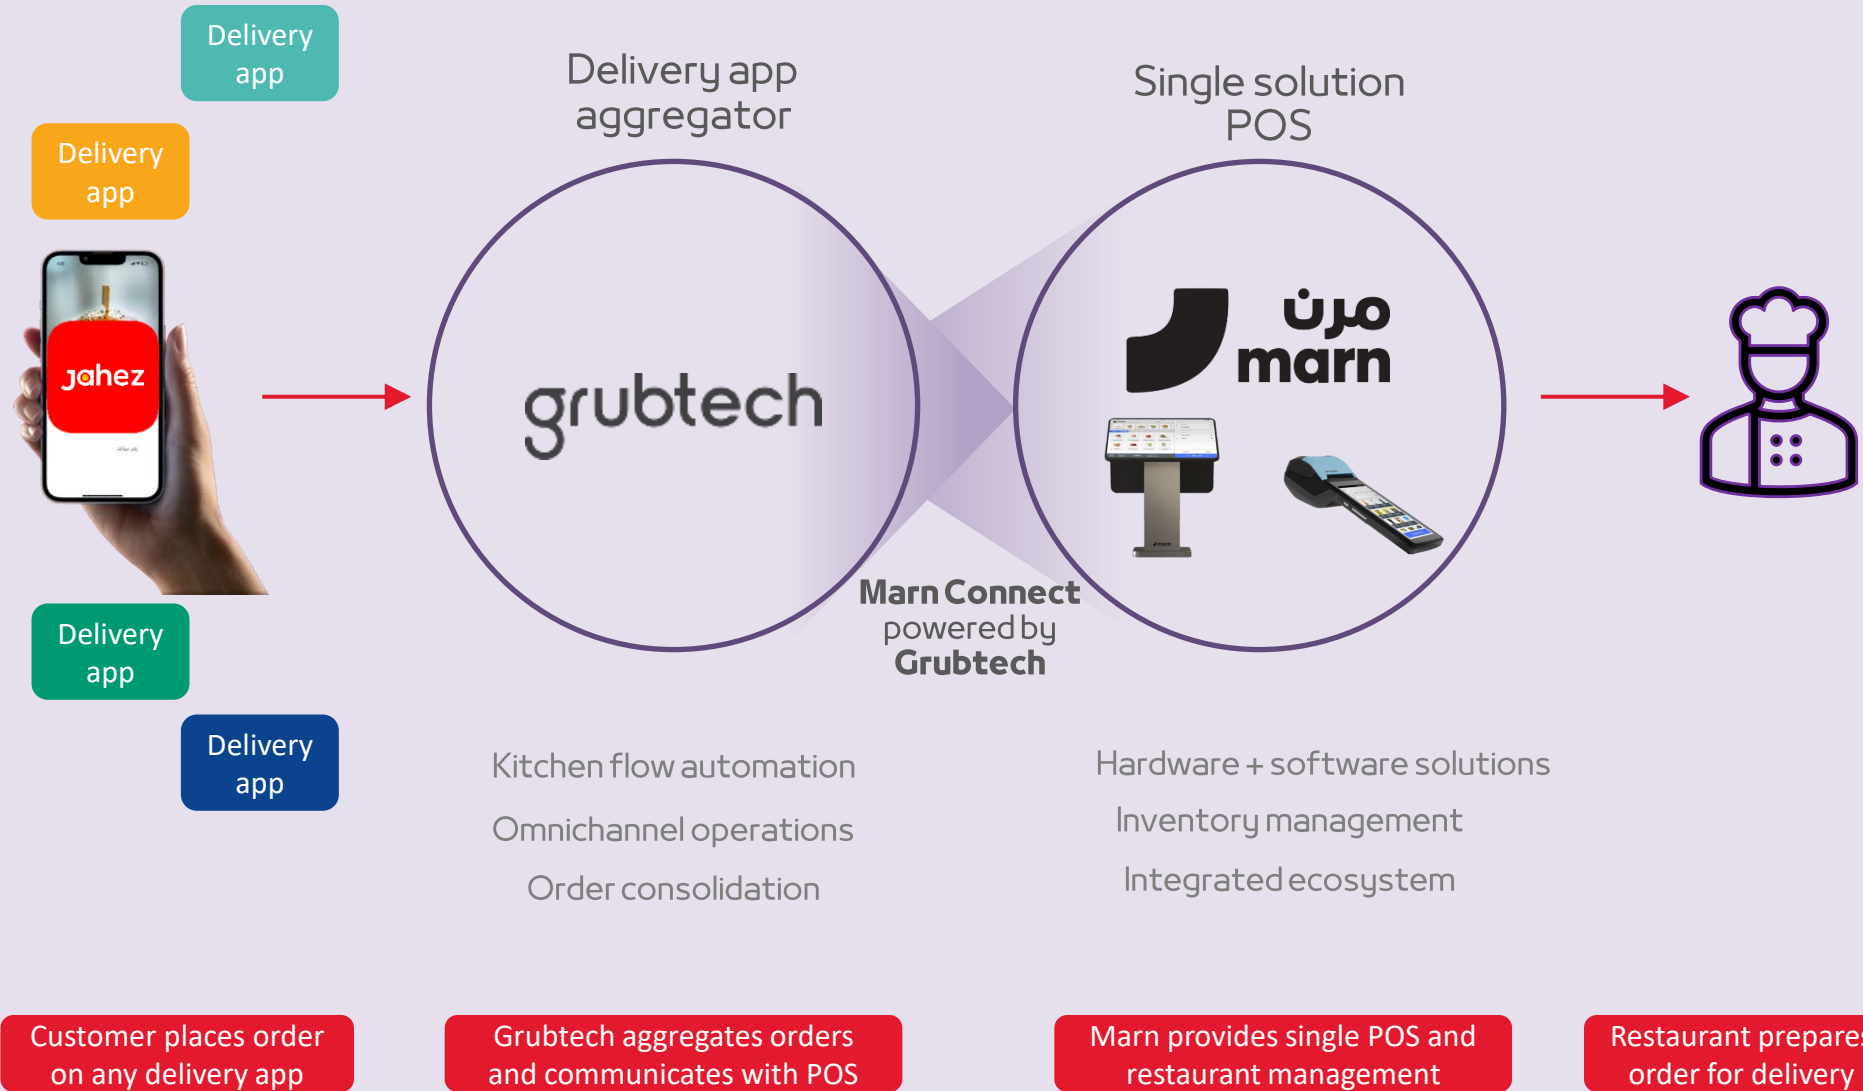 Delivery
app
Delivery
app
Jahez
Delivery
app
Delivery
app
Delivery app
aggregator
grubtech
Single solution
POS
مرن
marn
marn
Marn Connect
powered by
Grubtech
Kitchen flow automation
Omnichannel operations
Order consolidation
Hardware + software solutions
Inventory management
Integrated ecosystem
Customer places order
on any delivery app
Grubtech aggregates orders
and communicates with POS
Marn provides single POS and
restaurant management
Restaurant prepares
order for delivery